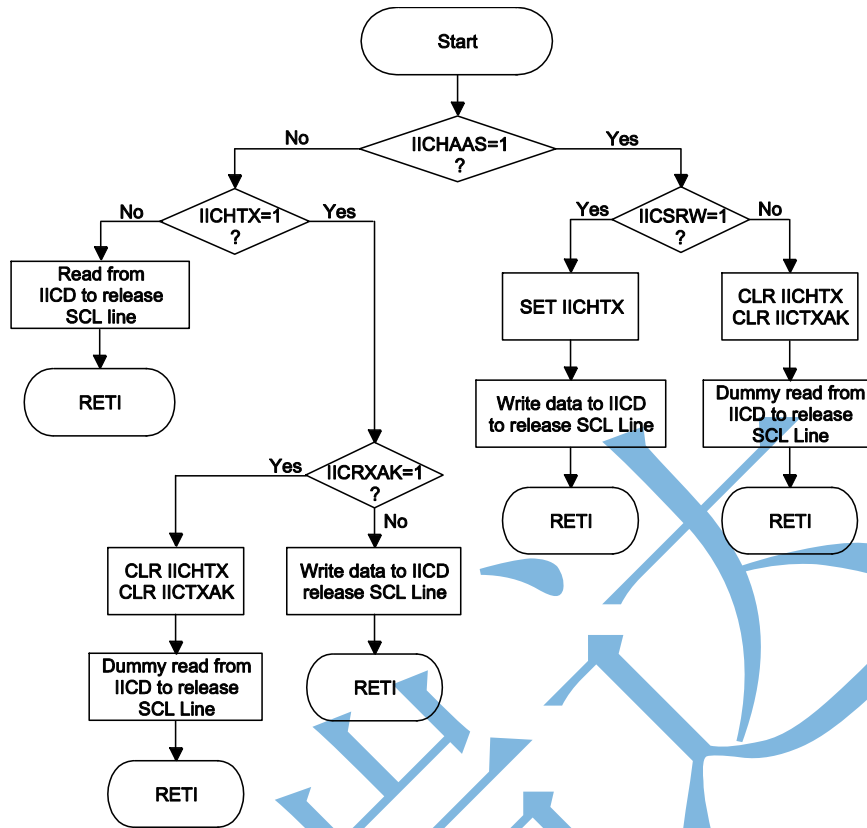 Start
IICHAAS=1
?
No
Yes
IICHTX=1
?
No
Yes
IICSRW=1
?
Yes
No
Read from
IICD to release
SCL line
SET IICHTX
CLR IICHTX
CLR IICTXAK
RETI
Write data to IICD
to release SCL Line
Dummy read from
IICD to release
SCL Line
IICRXAK=1
?
Yes
No
RETI
RETI
CLR IICHTX
CLR IICTXAK
Write data to IICD
release SCL Line
Dummy read from
IICD to release
SCL Line
RETI
RETI